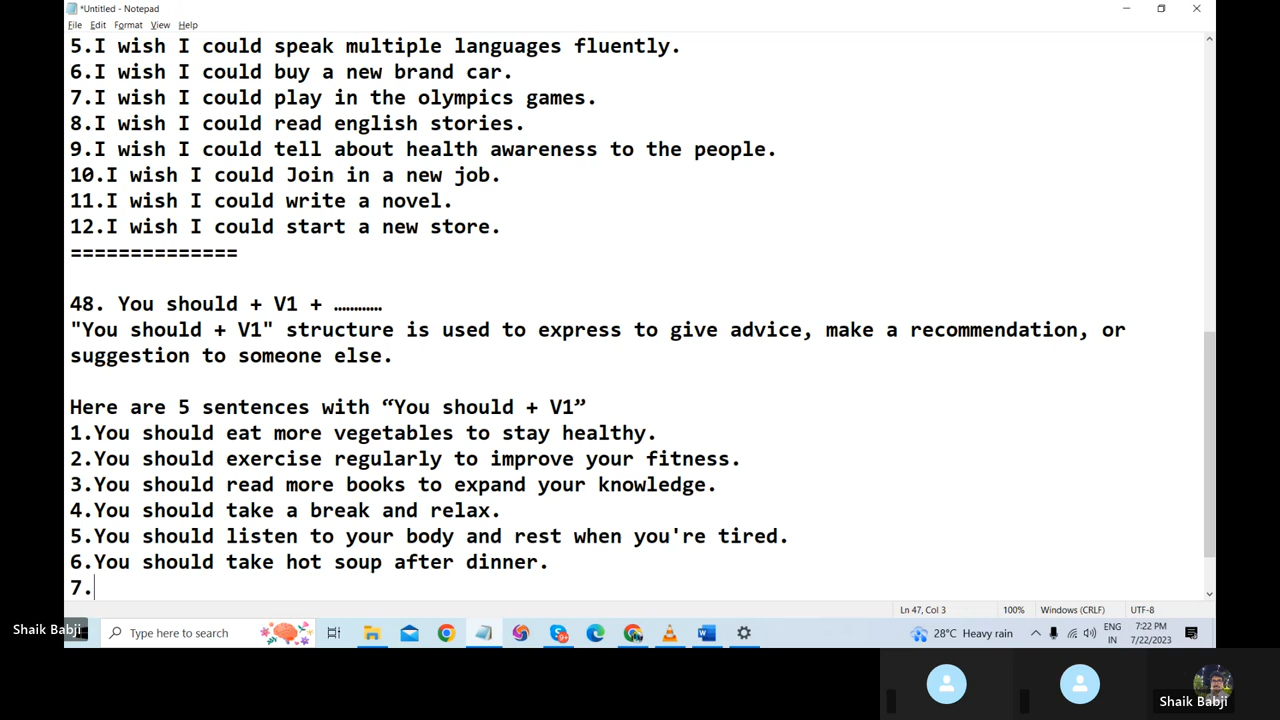 *Untitled - Notepad
File Edit Format View Help
5.I wish I could speak multiple languages fluently.
6.I wish I could buy a new brand car.
7.I wish I could play in the olympics games.
8.I wish I could read english stories.
9.I wish I could tell about health awareness to the people.
10.I wish I could Join in a new job.
11.I wish I could write a novel.
12.I wish I could start a new store.
==============
48. You should + V1 + …………
"You should + V1" structure is used to express to give advice, make a recommendation, or
suggestion to someone else.
Here are 5 sentences with “You should + V1”
1.You should eat more vegetables to stay healthy.
2.You should exercise regularly to improve your fitness.
3.You should read more books to expand your knowledge.
4.You should take a break and relax.
5.You should listen to your body and rest when you're tired.
6.You should take hot soup after dinner.
7.
Ln 47, Col 3 100% Windows (CRLF) UTF-8
Shaik Babji
Type here to search
28°C Heavy rain
ENG
IN
7:22 PM
7/22/2023
Shaik Babji